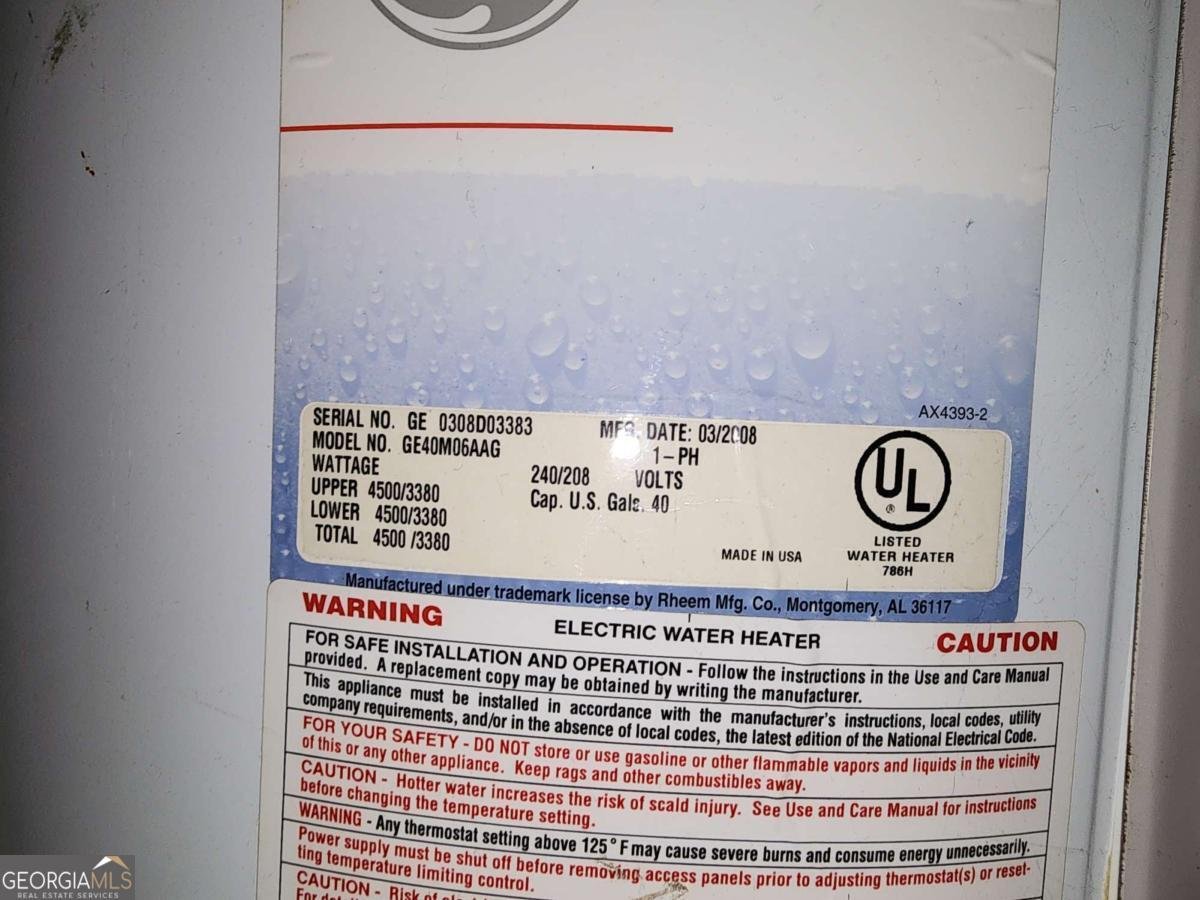 AX4393-2
SERIAL NO. GE 0308D03383
MFG. DATE: 03/2008
MODEL NO. GE40M06AAG
1-PH
WATTAGE
240/208 VOLTS
UPPER 4500/3380
Cap. U.S. Gals. 40
LOWER 4500/3380
TOTAL 4500/3380
MADE IN USA
UL
®
LISTED
WATER HEATER
786H
Manufactured under trademark license by Rheem Mfg. Co., Montgomery, AL 36117
WARNING
ELECTRIC WATER HEATER
CAUTION
FOR SAFE INSTALLATION AND OPERATION - Follow the instructions in the Use and Care Manual
provided. A replacement copy may be obtained by writing the manufacturer.
This appliance must be installed in accordance with the manufacturer's instructions, local codes, utility
company requirements, and/or in the absence of local codes, the latest edition of the National Electrical Code.
FOR YOUR SAFETY - DO NOT store or use gasoline or other flammable vapors and liquids in the vicinity
of this or any other appliance. Keep rags and other combustibles away.
CAUTION - Hotter water increases the risk of scald injury. See Use and Care Manual for instructions
before changing the temperature setting.
WARNING - Any thermostat setting above 125°F may cause severe burns and consume energy unnecessarily.
Power supply must be shut off before removing access panels prior to adjusting thermostat(s) or reset-
ting temperature limiting control.
CAUTION - Risk of
GEORGIAMLS
REAL ESTATE SERVICES